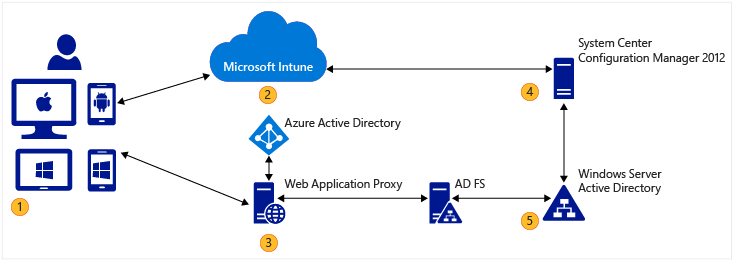 System Center
Configuration Manager 2012
Microsoft Intune
2
4
Azure Active Directory
Web Application Proxy
AD FS
Windows Server
Active Directory
1
3
5